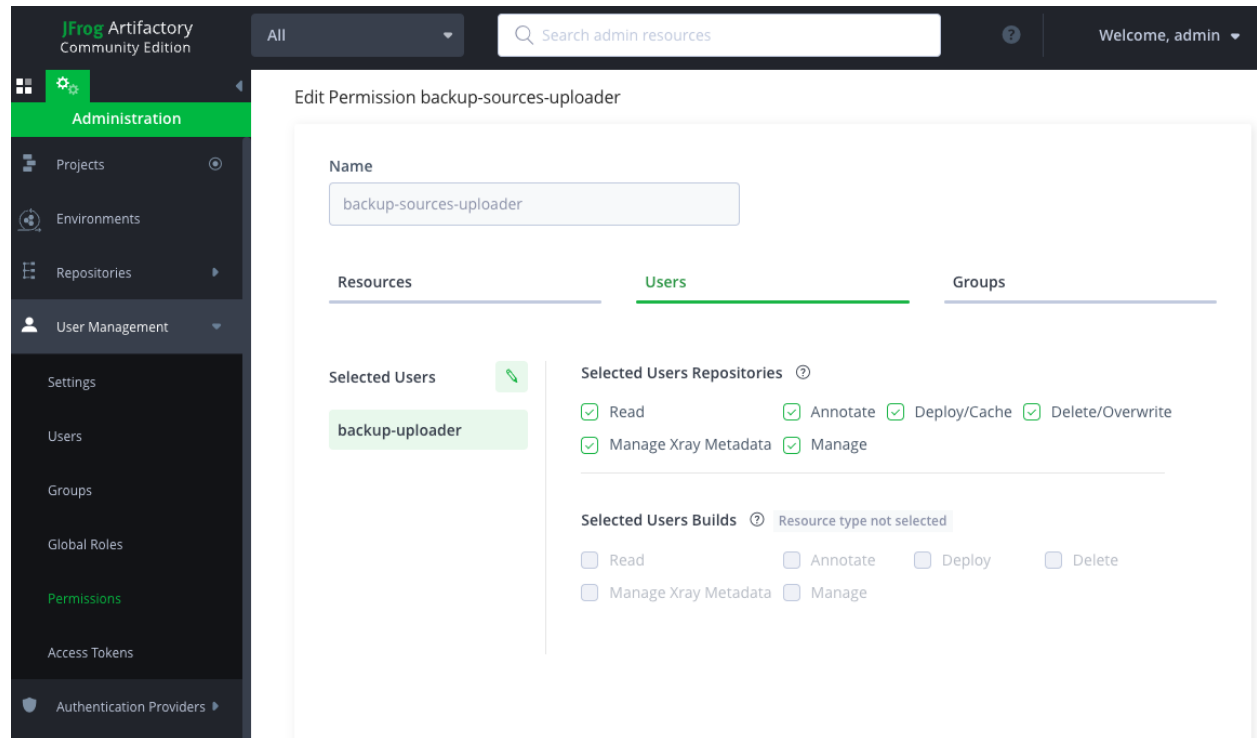 JFrog Artifactory
Community Edition
All
Search admin resources
Welcome, admin
Administration
Projects
Environments
Repositories
User Management
Settings
Users
Groups
Global Roles
Permissions
Access Tokens
Authentication Providers
Edit Permission backup-sources-uploader
Name
backup-sources-uploader
Resources
Users
Groups
Selected Users
backup-uploader
Selected Users Repositories ?
Read Annotate Deploy/Cache Delete/Overwrite
Manage Xray Metadata Manage
Selected Users Builds ? Resource type not selected
Read Annotate Deploy Delete
Manage Xray Metadata Manage